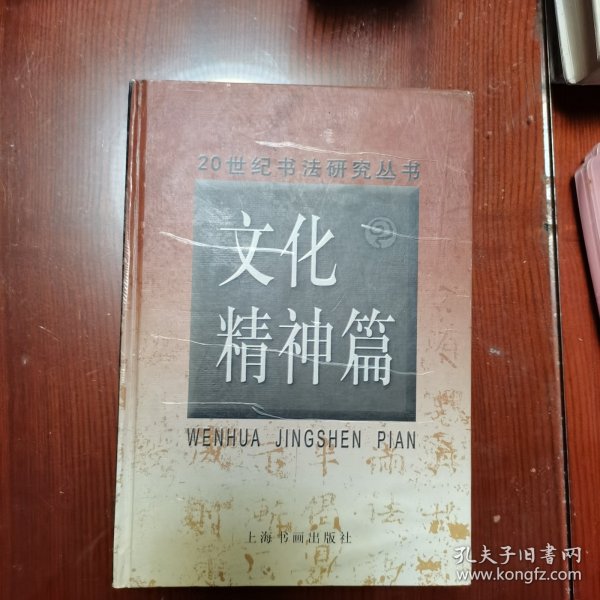 20世纪书法研究丛书
文化
精神篇
WENHUA JINGSHEN PIAN
上海书画出版社
孔夫子旧书网
www.kongfz.com